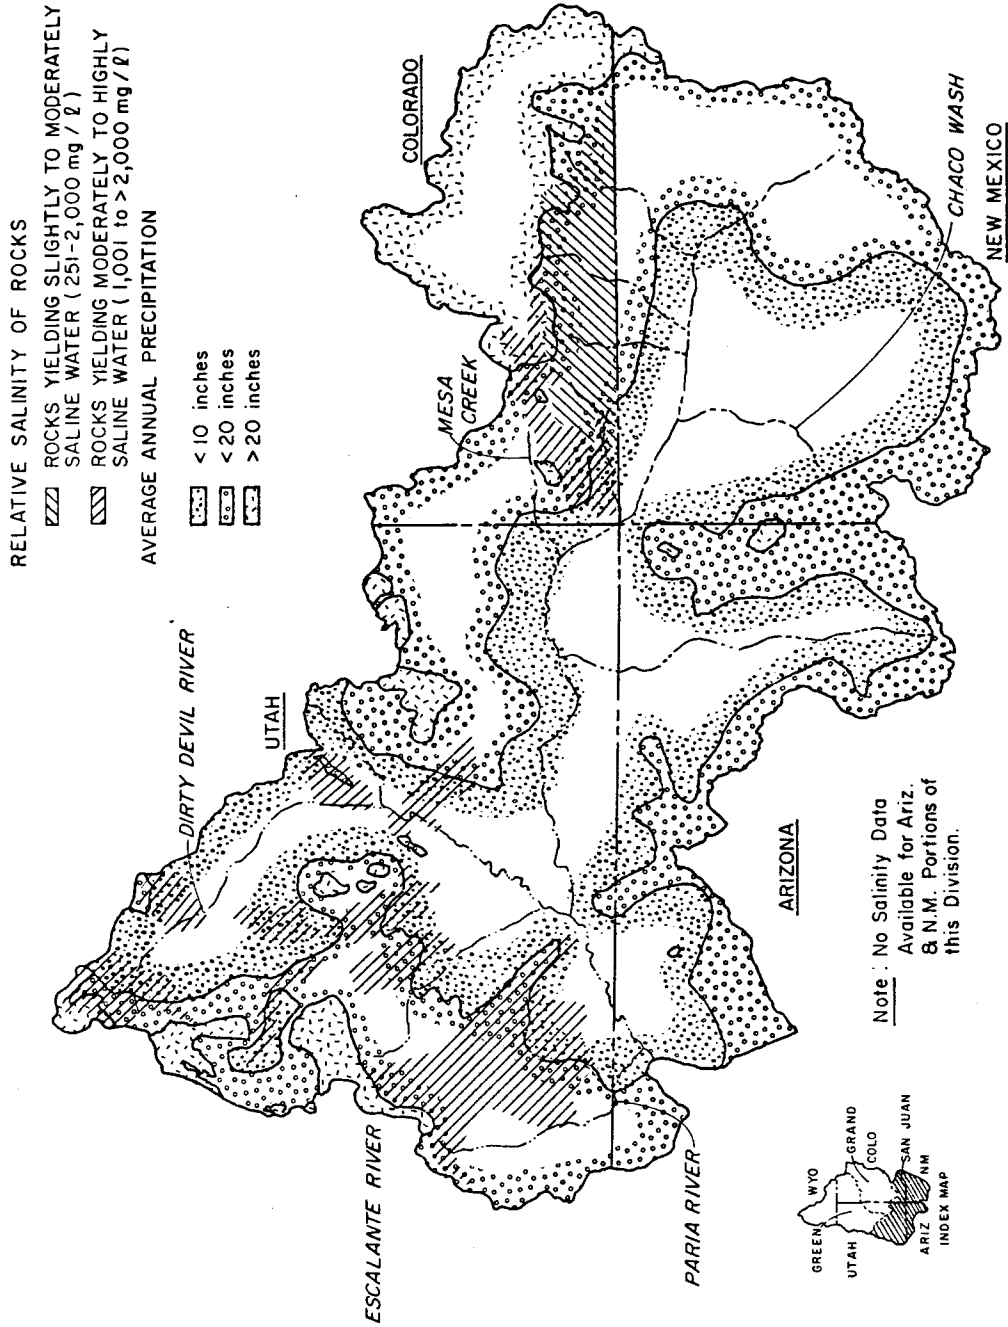 RELATIVE SALINITY OF ROCKS
ROCKS YIELDING SLIGHTLY TO MODERATELY
SALINE WATER (251-2,000 mg/ℓ)
ROCKS YIELDING MODERATELY TO HIGHLY
SALINE WATER (1,001 to >2,000 mg/ℓ)
AVERAGE ANNUAL PRECIPITATION
<10 inches
<20 inches
>20 inches
COLORADO
MESA
CREEK
CHACO WASH
NEW MEXICO
DIRTY DEVIL RIVER
UTAH
ESCALANTE RIVER
PARIA RIVER
ARIZONA
Note: No Salinity Data
Available for Ariz.
& N.M. Portions of
this Division.
GREEN
WYO
GRAND
COLO
UTAH
SAN JUAN
ARIZ
NM
INDEX MAP